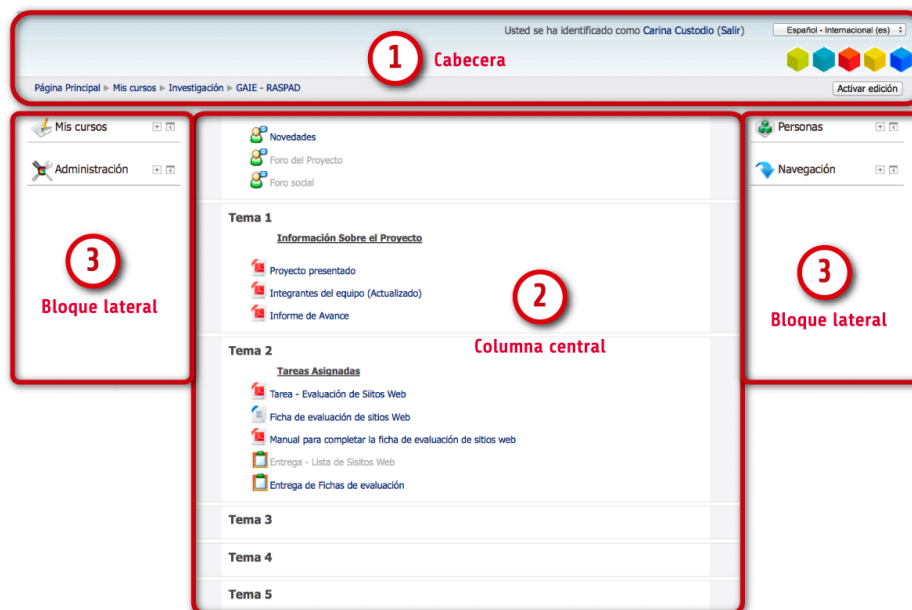 Usted se ha identificado como Carina Custodio (Salir)
Español - Internacional (es)
1 Cabecera
Página Principal ► Mis cursos ► Investigación ► GAIE - RASPAD
Activar edición
Mis cursos
Administración
3
Bloque lateral
Novedades
Foro del Proyecto
Foro social
Tema 1
Información Sobre el Proyecto
Proyecto presentado
Integrantes del equipo (Actualizado)
Informe de Avance
2
Columna central
Tema 2
Tareas Asignadas
Tarea - Evaluación de Siitos Web
Ficha de evaluación de sitios Web
Manual para completar la ficha de evaluación de sitios web
Entrega - Lista de Sisitos Web
Entrega de Fichas de evaluación
Tema 3
Tema 4
Tema 5
Personas
Navegación
3
Bloque lateral